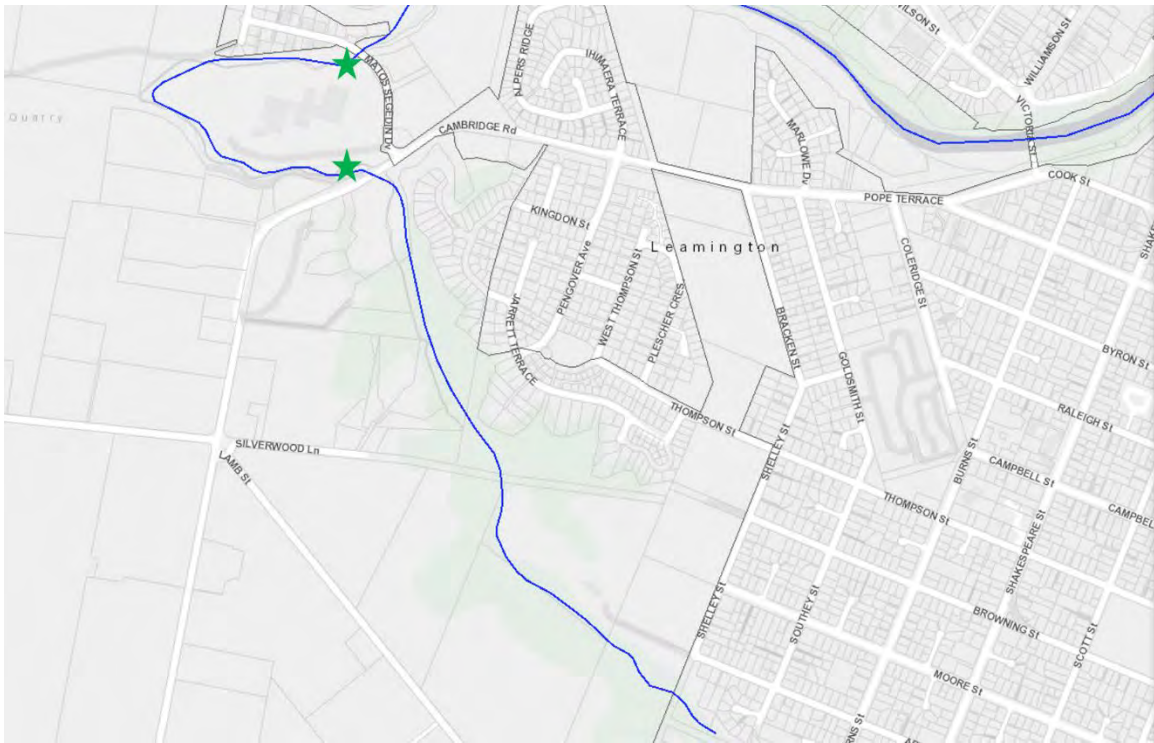 WILSON St
WILLIAMSON St
ALPERS RIDGE
IHIMAERA TERRACE
MATOS SEGEDIN Dv
Quarry
CAMBRIDGE Rd
VICTORIA St
MARLOWE Dv
COOK St
POPE TERRACE
KINGDON St
Leamington
COLERIDGE St
PENGOVER Ave
WEST THOMPSON St
PLESCHER CRES
JARRETT TERRACE
BRACKEN St
GOLDSMITH St
BYRON St
RALEIGH St
THOMPSON St
SILVERWOOD Ln
LAMB St
SHELLEY St
BURNS St
CAMPBELL St
CAMPBEL
THOMPSON St
SHAKESPEARE St
SHELLEY St
SOUTHEY St
BROWNING St
SCOTT St
MOORE St